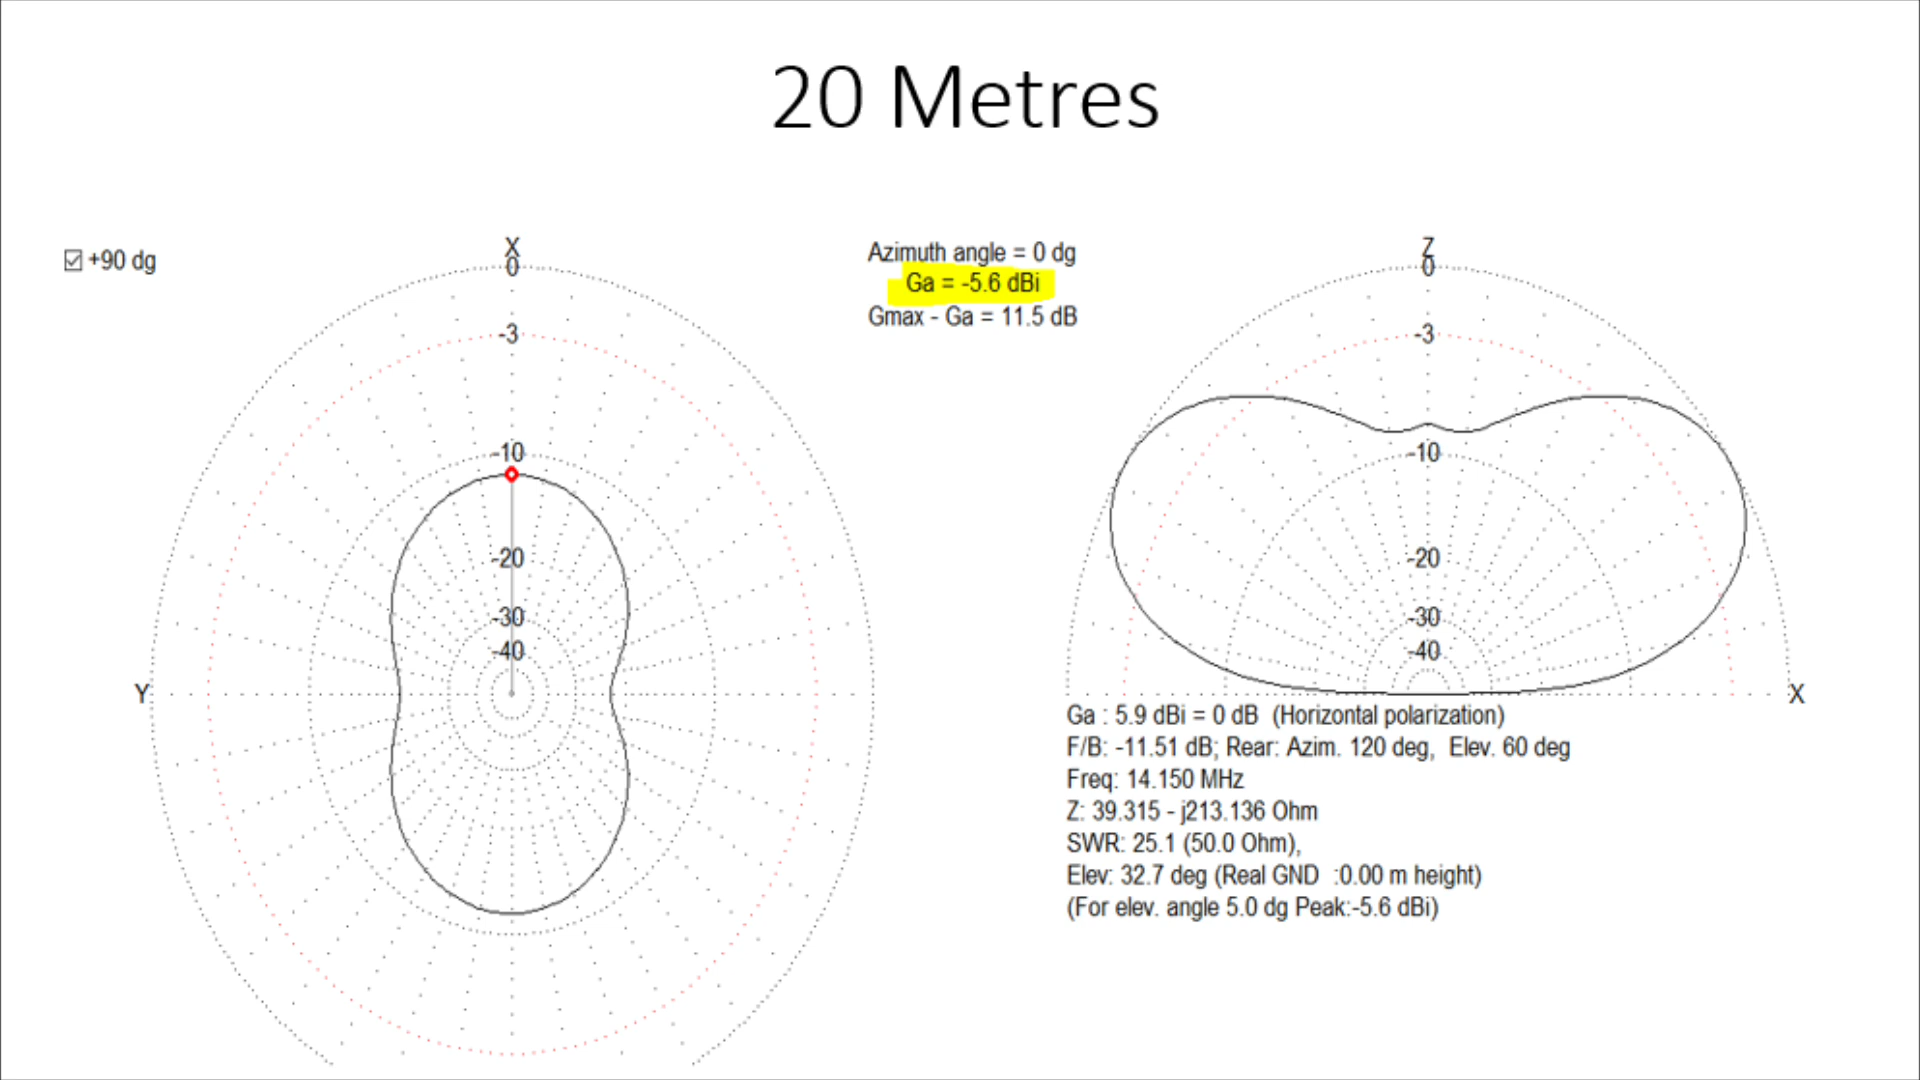 20 Metres
+90 dg
X
0
-3
-10
-20
-30
-40
Y
Azimuth angle = 0 dg
Ga = -5.6 dBi
Gmax - Ga = 11.5 dB
Z
0
-3
-10
-20
-30
-40
X
Ga : 5.9 dBi = 0 dB (Horizontal polarization)
F/B: -11.51 dB; Rear: Azim. 120 deg, Elev. 60 deg
Freq: 14.150 MHz
Z: 39.315 - j213.136 Ohm
SWR: 25.1 (50.0 Ohm),
Elev: 32.7 deg (Real GND :0.00 m height)
(For elev. angle 5.0 dg Peak:-5.6 dBi)